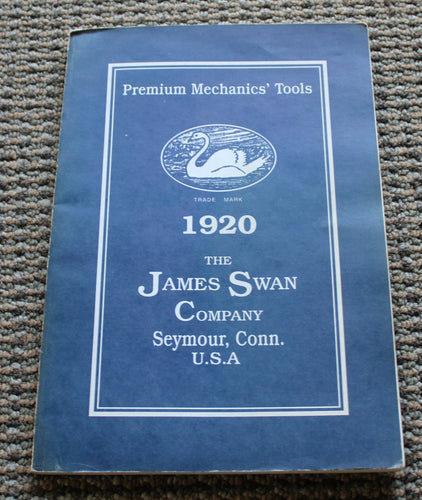 Premium Mechanics' Tools
TRADE MARK
1920
THE
JAMES SWAN
COMPANY
Seymour, Conn.
U.S.A